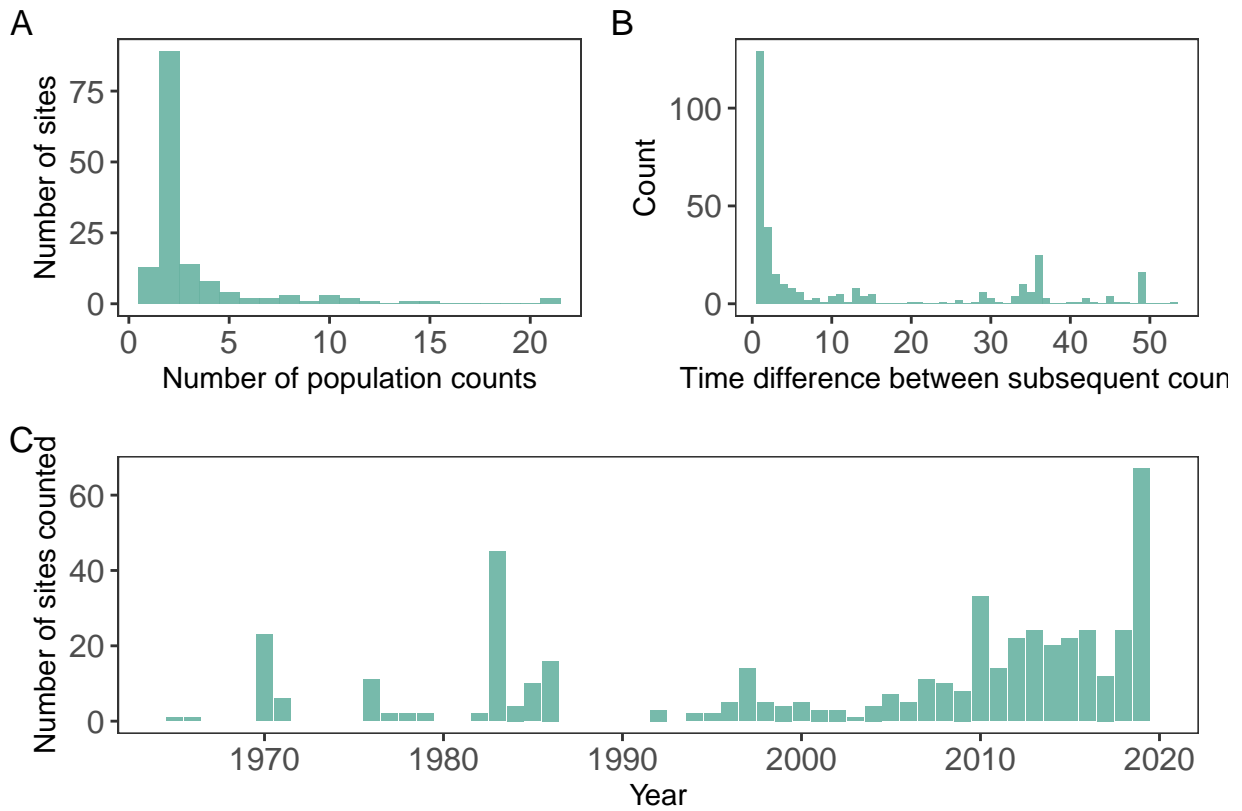 A
Number of sites
75
50
25
0
0 5 10 15 20
Number of population counts
B
Count
100
50
0
0 10 20 30 40 50
Time difference between subsequent coun
C
Number of sites counted
60
40
20
0
1970 1980 1990 2000 2010 2020
Year